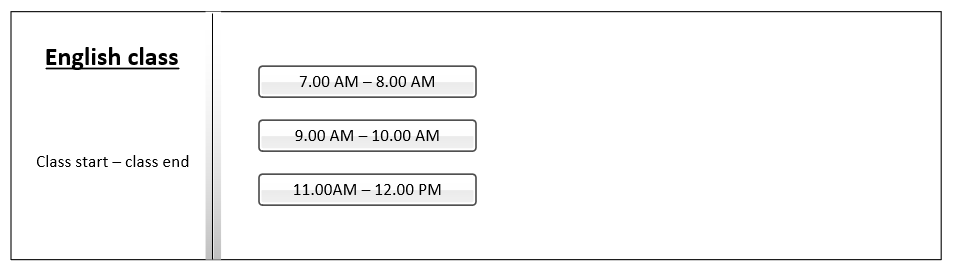 English class
7.00 AM – 8.00 AM
9.00 AM – 10.00 AM
Class start – class end
11.00AM – 12.00 PM